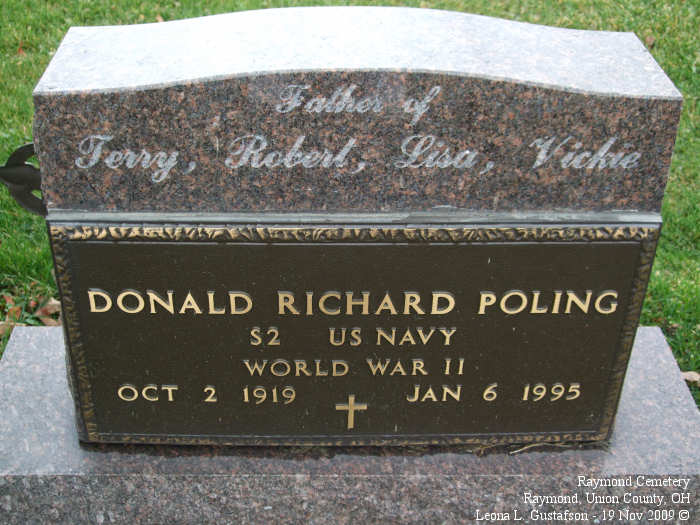 Father of
Terry, Robert, Lisa, Vickie
DONALD RICHARD POLING
S2 US NAVY
WORLD WAR II
OCT 2 1919 JAN 6 1995
Raymond Cemetery
Raymond, Union County, OH
Leona L. Gustafson - 19 Nov 2009 ©